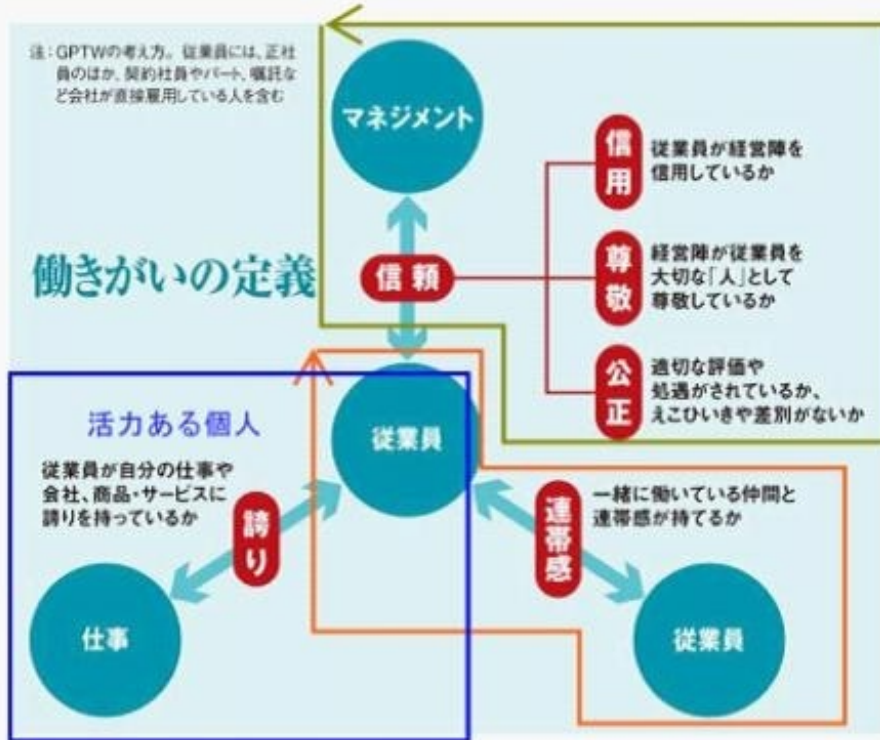 注：GPTWの考え方。従業員には、正社
員のほか、契約社員やパート、嘱託な
ど会社が直接雇用している人を含む
マネジメント
信用
従業員が経営陣を
信用しているか
働きがいの定義
信頼
尊敬
経営陣が従業員を
大切な「人」として
尊敬しているか
公正
適切な評価や
処遇がされているか、
えこひいきや差別がないか
活力ある個人
従業員
従業員が自分の仕事や
会社、商品・サービスに
誇りを持っているか
誇り
連帯感
一緒に働いている仲間と
連帯感が持てるか
仕事
従業員